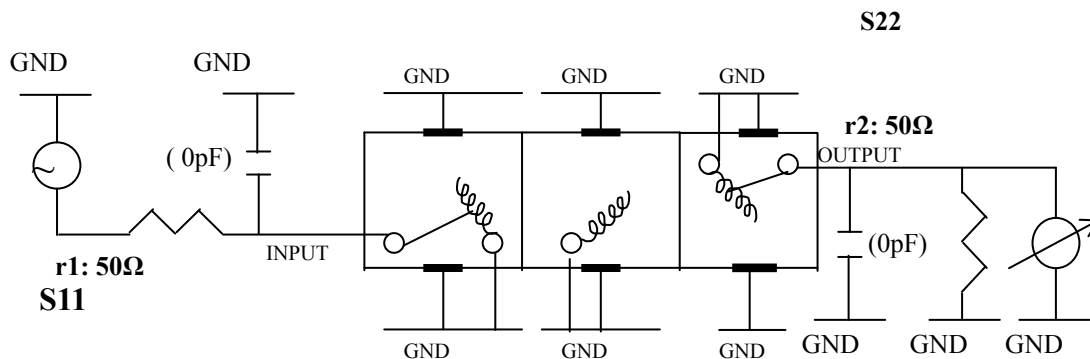 S22
GND
GND
GND
GND
GND
r2: 50Ω
( 0pF)
OUTPUT
INPUT
(0pF)
r1: 50Ω
S11
GND
GND
GND
GND
GND
GND